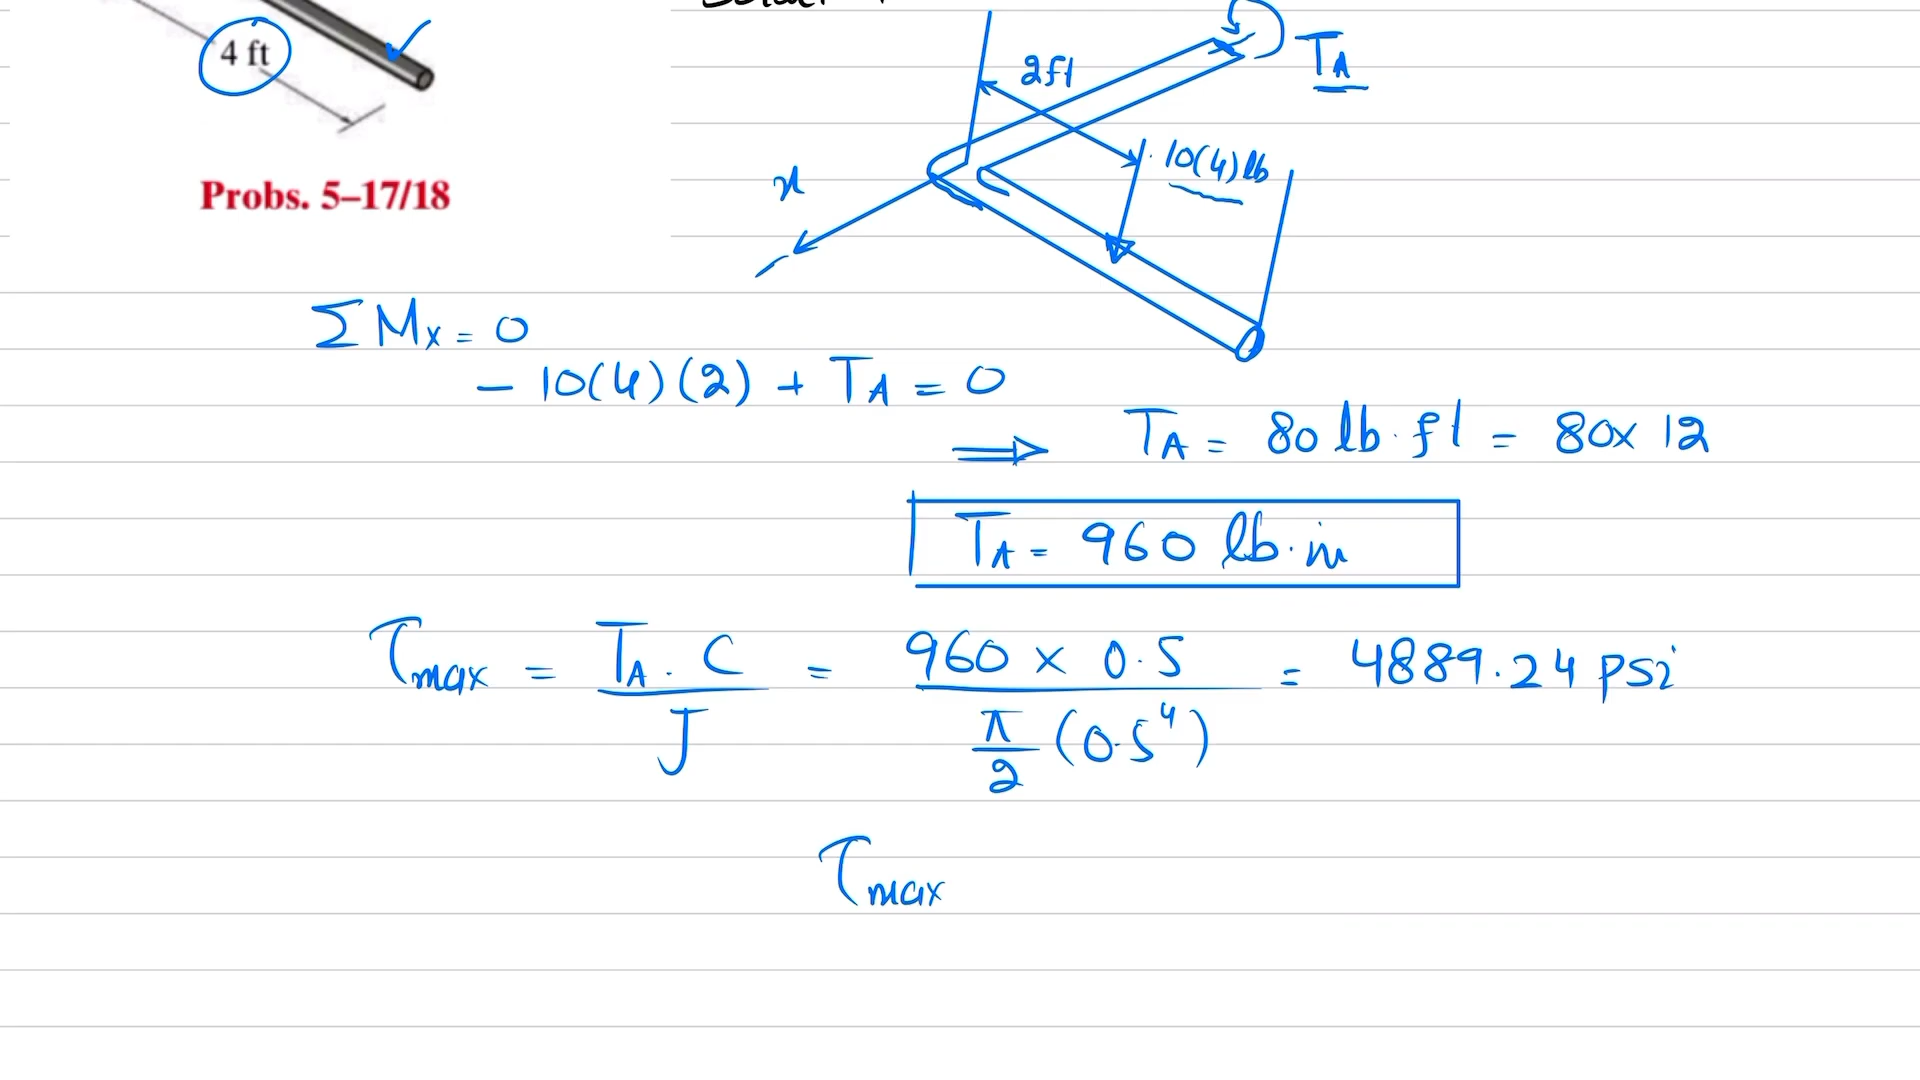 4 ft
2ft
T_A
10(4) lb
x
Probs. 5–17/18
ΣM_x = 0
- 10(4)(2) + T_A = 0
⇒ T_A = 80 lb·ft = 80 x 12
T_A = 960 lb·in
τ_max = T_A · C / J = 960 × 0.5 / π/2 (0.5⁴) = 4889.24 psi
τ_max